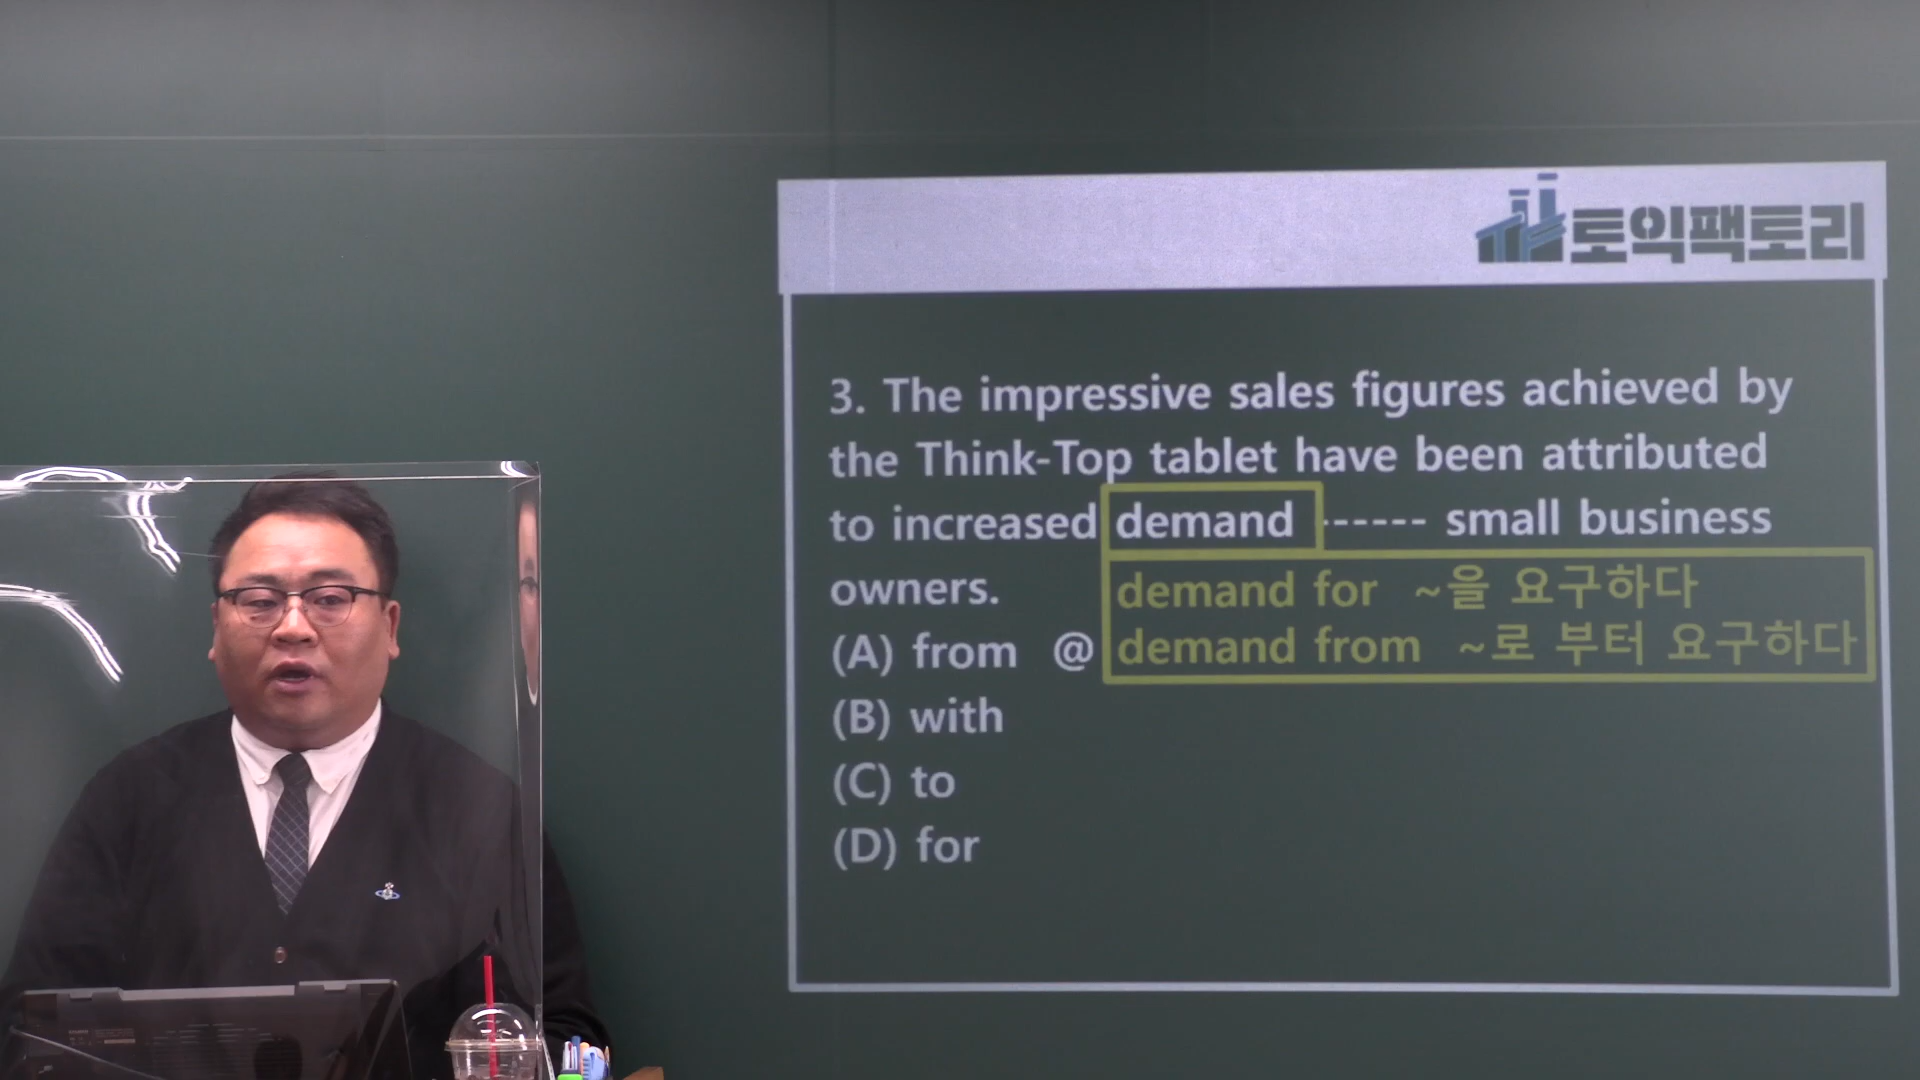 토익팩토리
3. The impressive sales figures achieved by
the Think-Top tablet have been attributed
to increased demand ------ small business
owners.
demand for ~을 요구하다
(A) from @ demand from ~로 부터 요구하다
(B) with
(C) to
(D) for